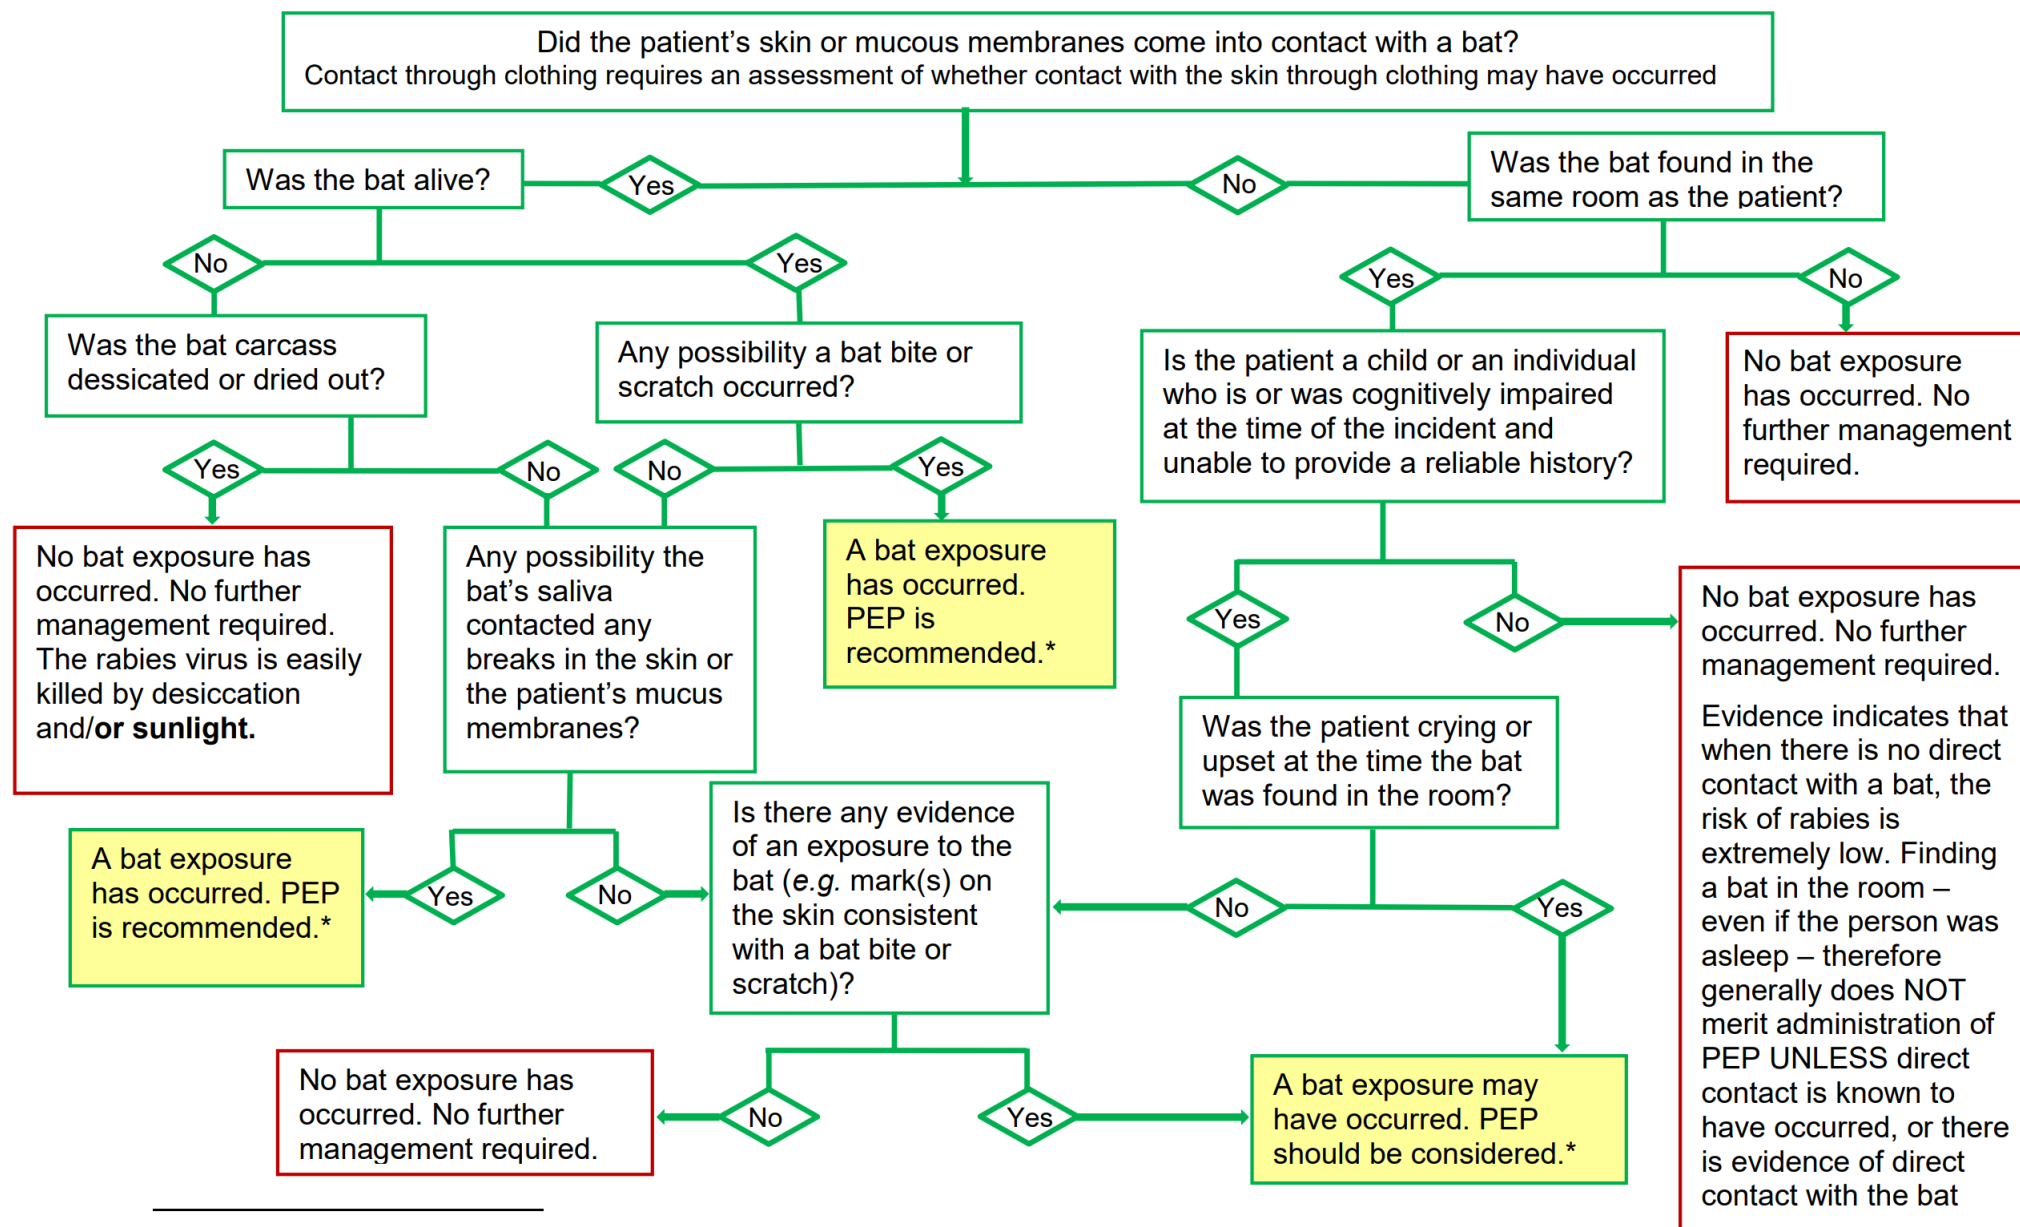 Did the patient’s skin or mucous membranes come into contact with a bat?
Contact through clothing requires an assessment of whether contact with the skin through clothing may have occurred
Was the bat alive?
Yes
No
Was the bat found in the
same room as the patient?
No
Yes
Yes
No
Was the bat carcass
dessicated or dried out?
Any possibility a bat bite or
scratch occurred?
Is the patient a child or an individual
who is or was cognitively impaired
at the time of the incident and
unable to provide a reliable history?
No bat exposure
has occurred. No
further management
required.
Yes
No
No
Yes
No bat exposure has
occurred. No further
management required.
The rabies virus is easily
killed by desiccation
and/or sunlight.
Any possibility the
bat’s saliva
contacted any
breaks in the skin or
the patient’s mucus
membranes?
A bat exposure
has occurred.
PEP is
recommended.*
Yes
No
No bat exposure has
occurred. No further
management required.
Evidence indicates that
when there is no direct
contact with a bat, the
risk of rabies is
extremely low. Finding
a bat in the room –
even if the person was
asleep – therefore
generally does NOT
merit administration of
PEP UNLESS direct
contact is known to
have occurred, or there
is evidence of direct
contact with the bat
Was the patient crying or
upset at the time the bat
was found in the room?
A bat exposure
has occurred. PEP
is recommended.*
Yes
No
Is there any evidence
of an exposure to the
bat (e.g. mark(s) on
the skin consistent
with a bat bite or
scratch)?
No
Yes
No bat exposure has
occurred. No further
management required.
No
Yes
A bat exposure may
have occurred. PEP
should be considered.*